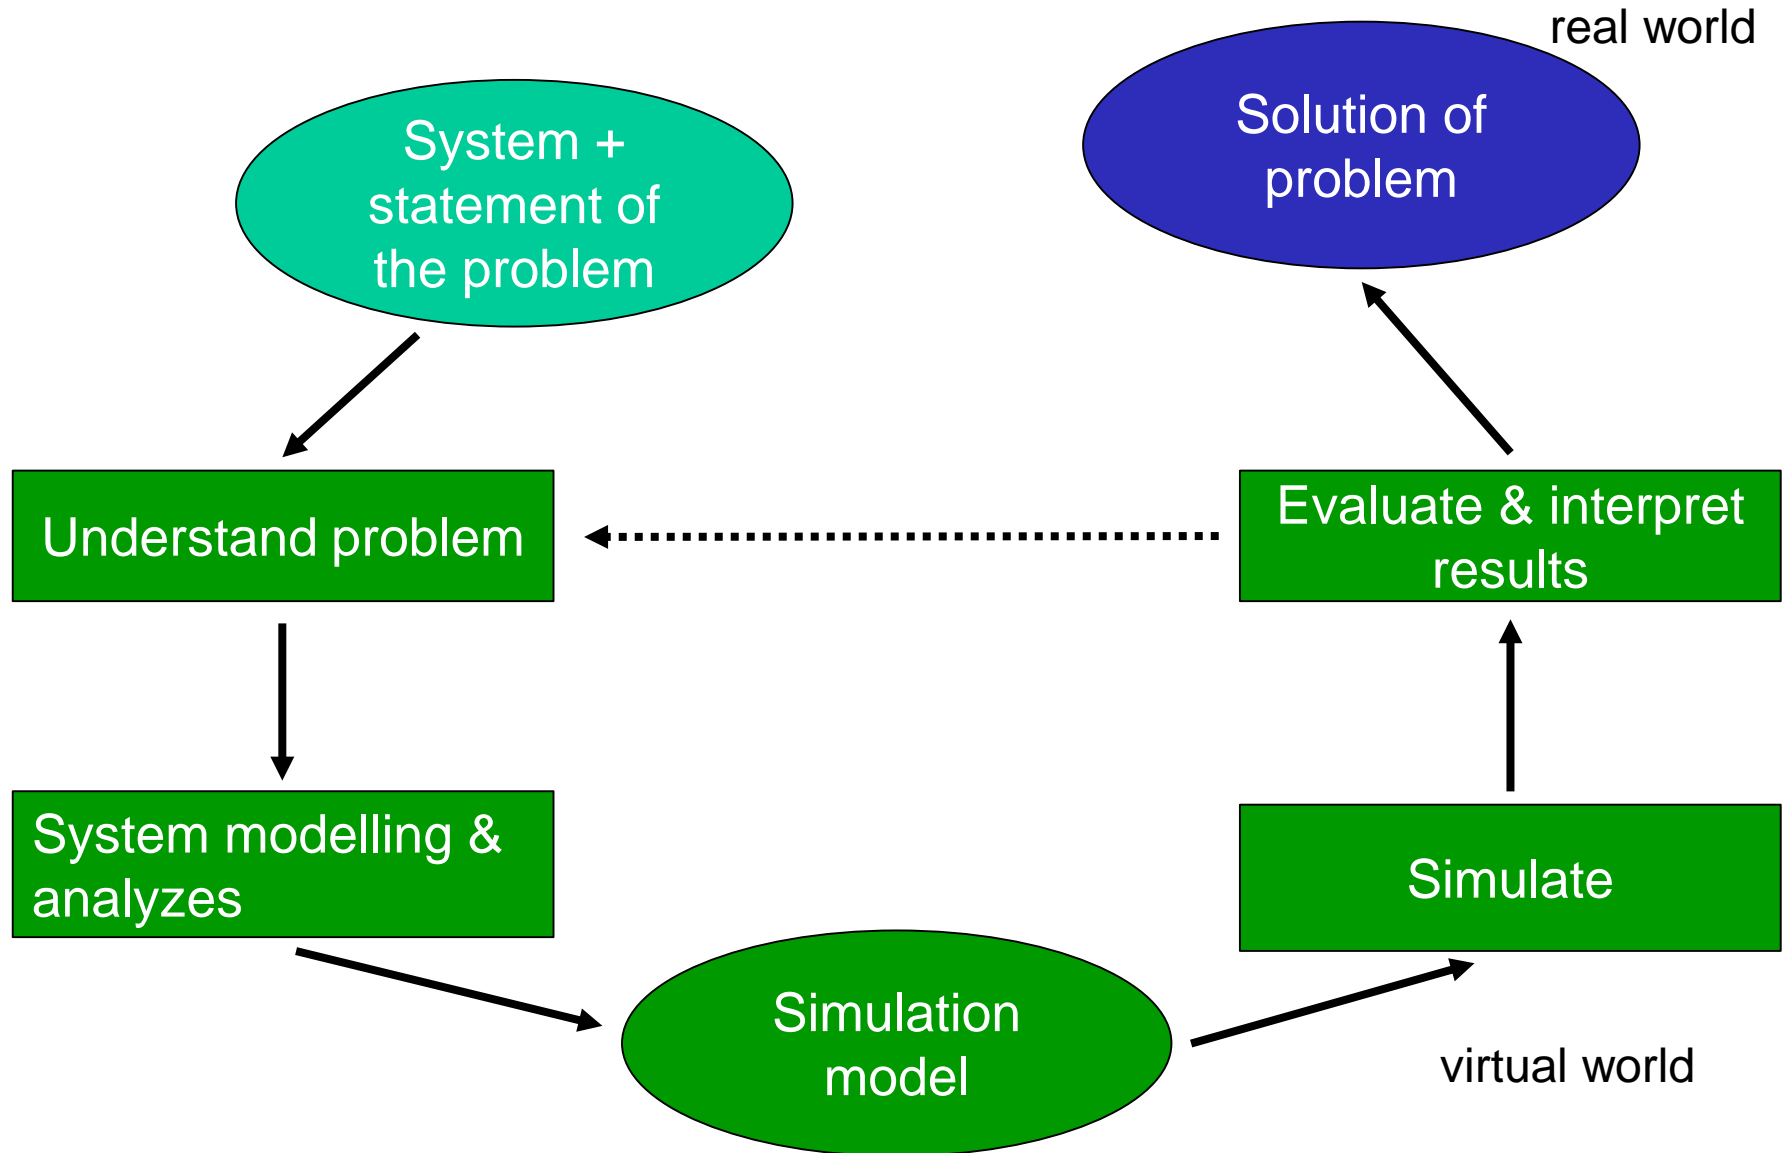 real world
System +
statement of
the problem
Solution of
problem
Understand problem
Evaluate & interpret
results
System modelling &
analyzes
Simulate
Simulation
model
virtual world